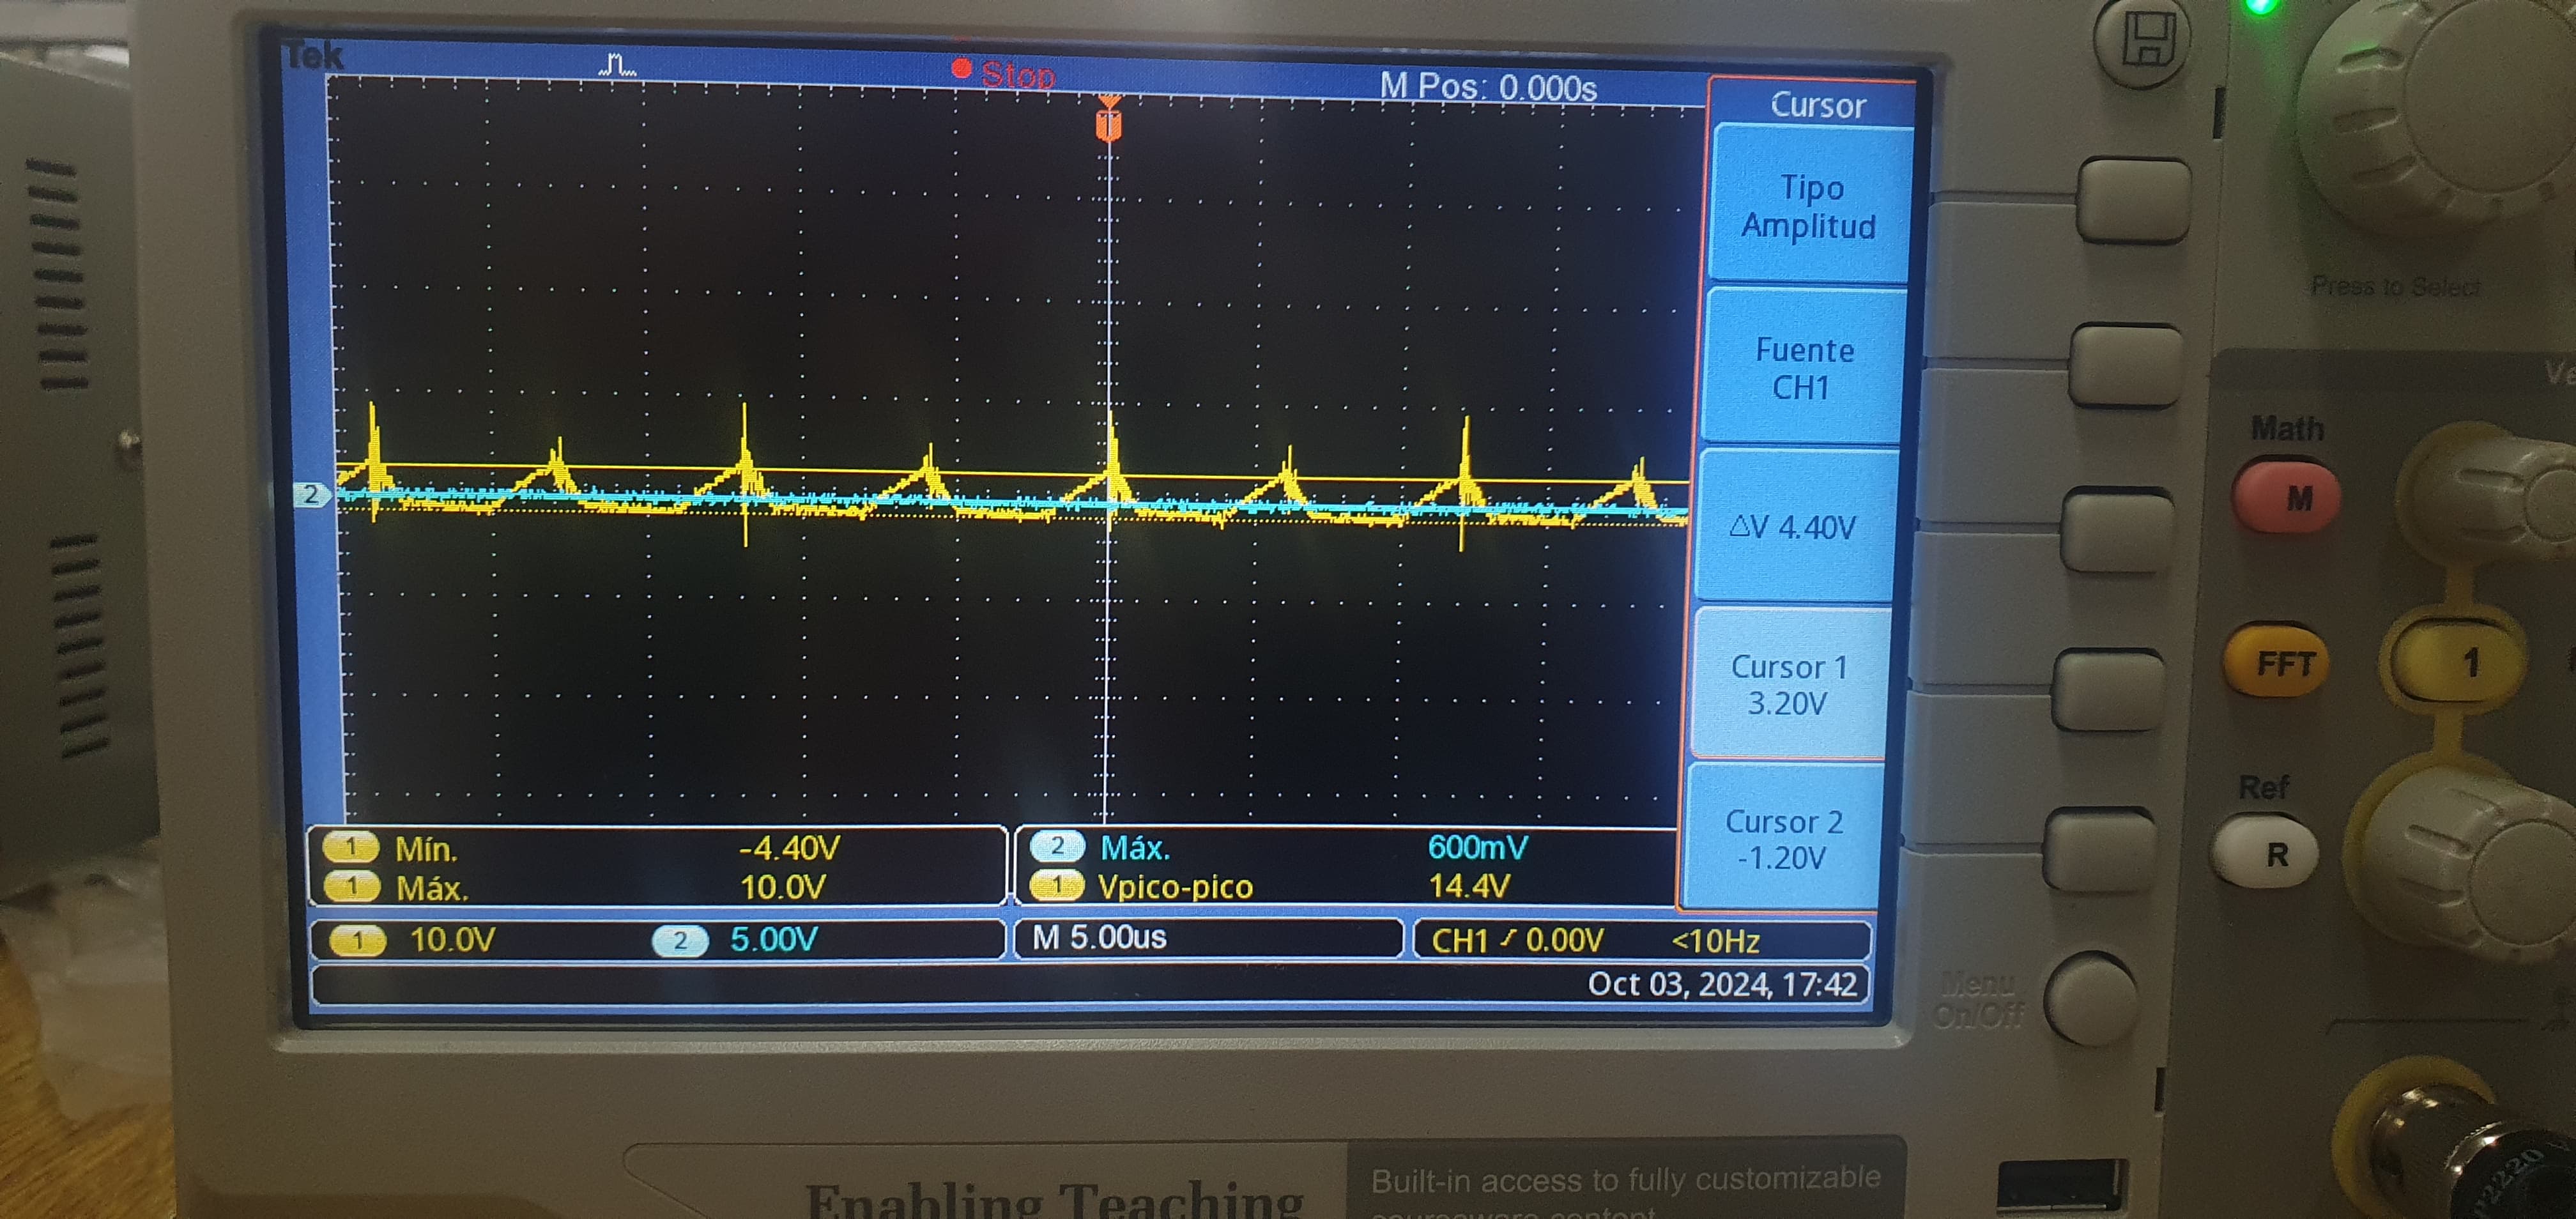 Tek
Stop
M Pos: 0.000s
Cursor
T
Tipo
Amplitud
Press to Select
Fuente
CH1
Math
M
2
△V 4.40V
FFT
1
Cursor 1
3.20V
Ref
R
Cursor 2
-1.20V
1 Mín. -4.40V
2 Máx. 600mV
1 Máx. 10.0V
1 Vpico-pico 14.4V
1 10.0V 2 5.00V
M 5.00us
CH1 / 0.00V <10Hz
Oct 03, 2024, 17:42
Menu
On/Off
Enabling Teaching
Built-in access to fully customizable
courseware content